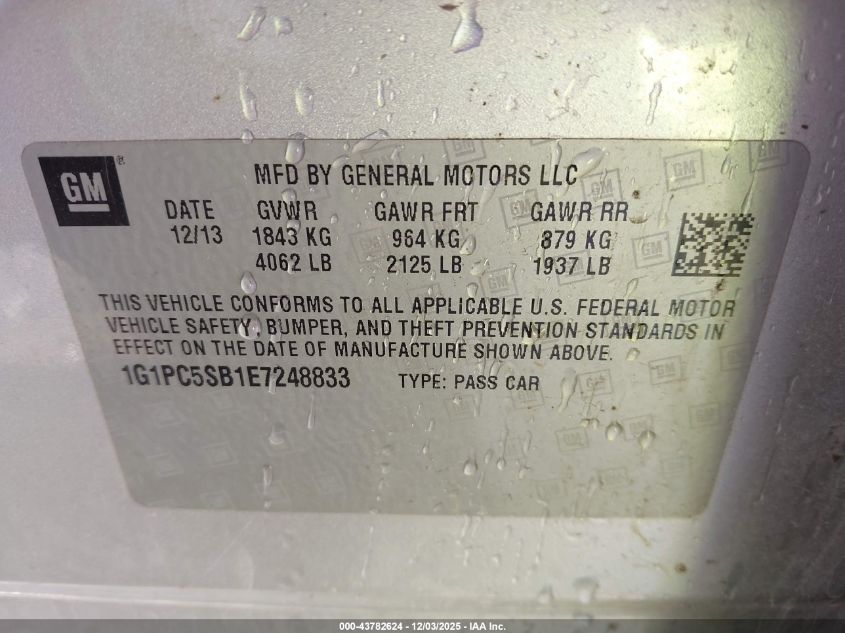 GM ®
MFD BY GENERAL MOTORS LLC
DATE GVWR GAWR FRT GAWR RR
12/13 1843 KG 964 KG 879 KG
4062 LB 2125 LB 1937 LB
THIS VEHICLE CONFORMS TO ALL APPLICABLE U.S. FEDERAL MOTOR
VEHICLE SAFETY, BUMPER, AND THEFT PREVENTION STANDARDS IN
EFFECT ON THE DATE OF MANUFACTURE SHOWN ABOVE.
1G1PC5SB1E7248833 TYPE: PASS CAR
000-43782624 - 12/03/2025 - IAA Inc.